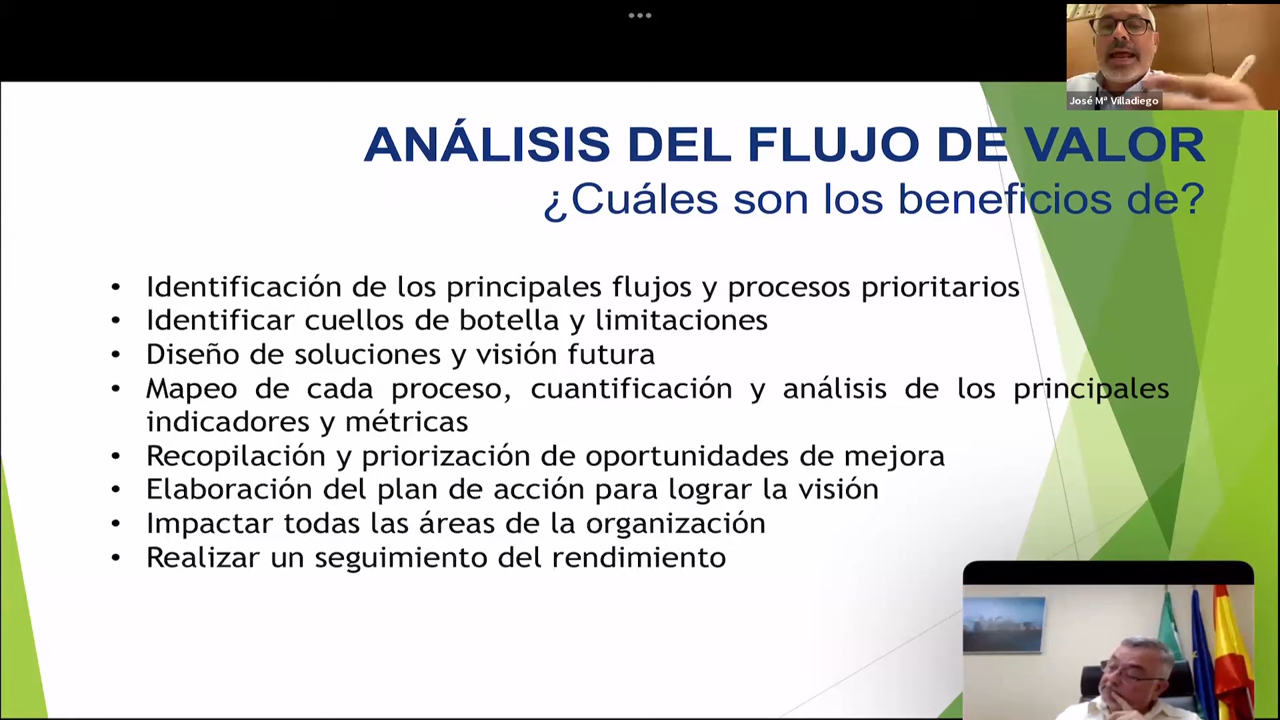 José Mª Villadiego
ANÁLISIS DEL FLUJO DE VALOR
¿Cuáles son los beneficios de?
• Identificación de los principales flujos y procesos prioritarios
• Identificar cuellos de botella y limitaciones
• Diseño de soluciones y visión futura
• Mapeo de cada proceso, cuantificación y análisis de los principales
indicadores y métricas
• Recopilación y priorización de oportunidades de mejora
• Elaboración del plan de acción para lograr la visión
• Impactar todas las áreas de la organización
• Realizar un seguimiento del rendimiento